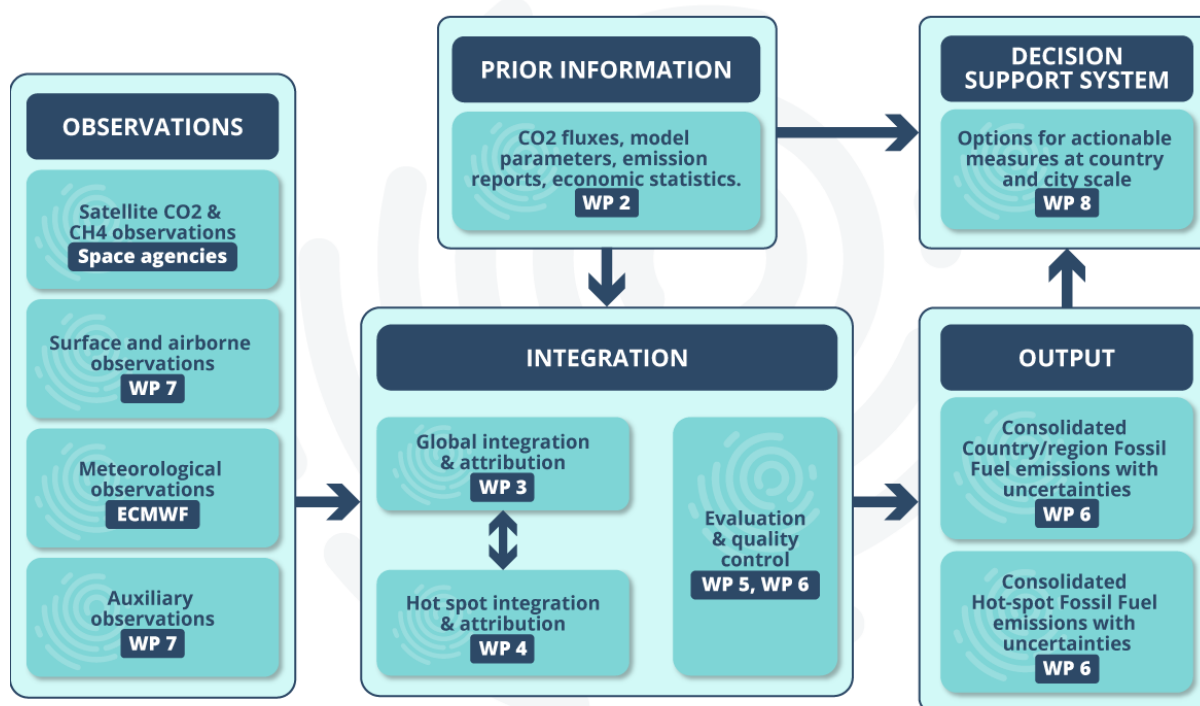 OBSERVATIONS
Satellite CO2 &
CH4 observations
Space agencies
Surface and airborne
observations
WP 7
Meteorological
observations
ECMWF
Auxiliary
observations
WP 7
PRIOR INFORMATION
CO2 fluxes, model
parameters, emission
reports, economic statistics.
WP 2
INTEGRATION
Global integration
& attribution
WP 3
Hot spot integration
& attribution
WP 4
Evaluation
& quality
control
WP 5, WP 6
DECISION
SUPPORT SYSTEM
Options for actionable
measures at country
and city scale
WP 8
OUTPUT
Consolidated
Country/region Fossil
Fuel emissions with
uncertainties
WP 6
Consolidated
Hot-spot Fossil Fuel
emissions with
uncertainties
WP 6